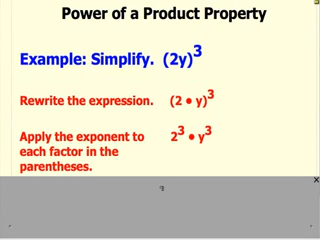 Power of a Product Property
Example: Simplify. (2y)³
Rewrite the expression. (2 • y)³
Apply the exponent to 2³ • y³
each factor in the
parentheses.